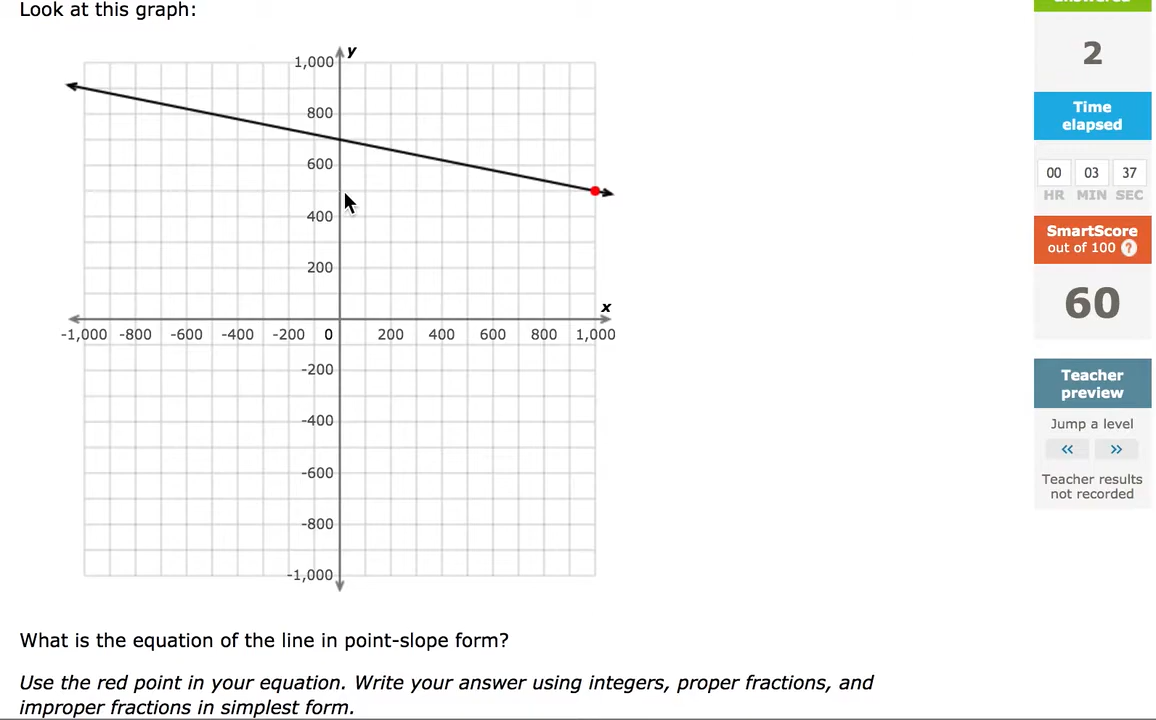 Look at this graph:
y
1,000
800
600
400
200
x
-1,000 -800 -600 -400 -200 0 200 400 600 800 1,000
-200
-400
-600
-800
-1,000
What is the equation of the line in point-slope form?
Use the red point in your equation. Write your answer using integers, proper fractions, and
improper fractions in simplest form.
2
Time
elapsed
00 03 37
HR MIN SEC
SmartScore
out of 100 ?
60
Teacher
preview
Jump a level
« »
Teacher results
not recorded